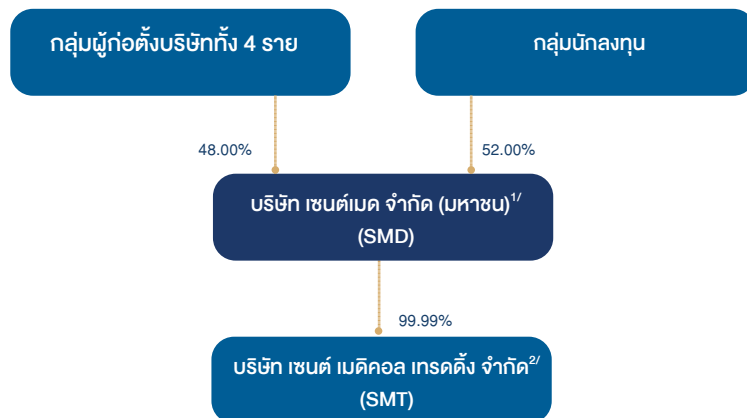 กลุ่มผู้ก่อตั้งบริษัททั้ง 4 ราย
กลุ่มนักลงทุน
48.00%
52.00%
บริษัท เซนต์เมด จำกัด (มหาชน)1/
(SMD)
99.99%
บริษัท เซนต์ เมดิคอล เทรดดิ้ง จำกัด2/
(SMT)